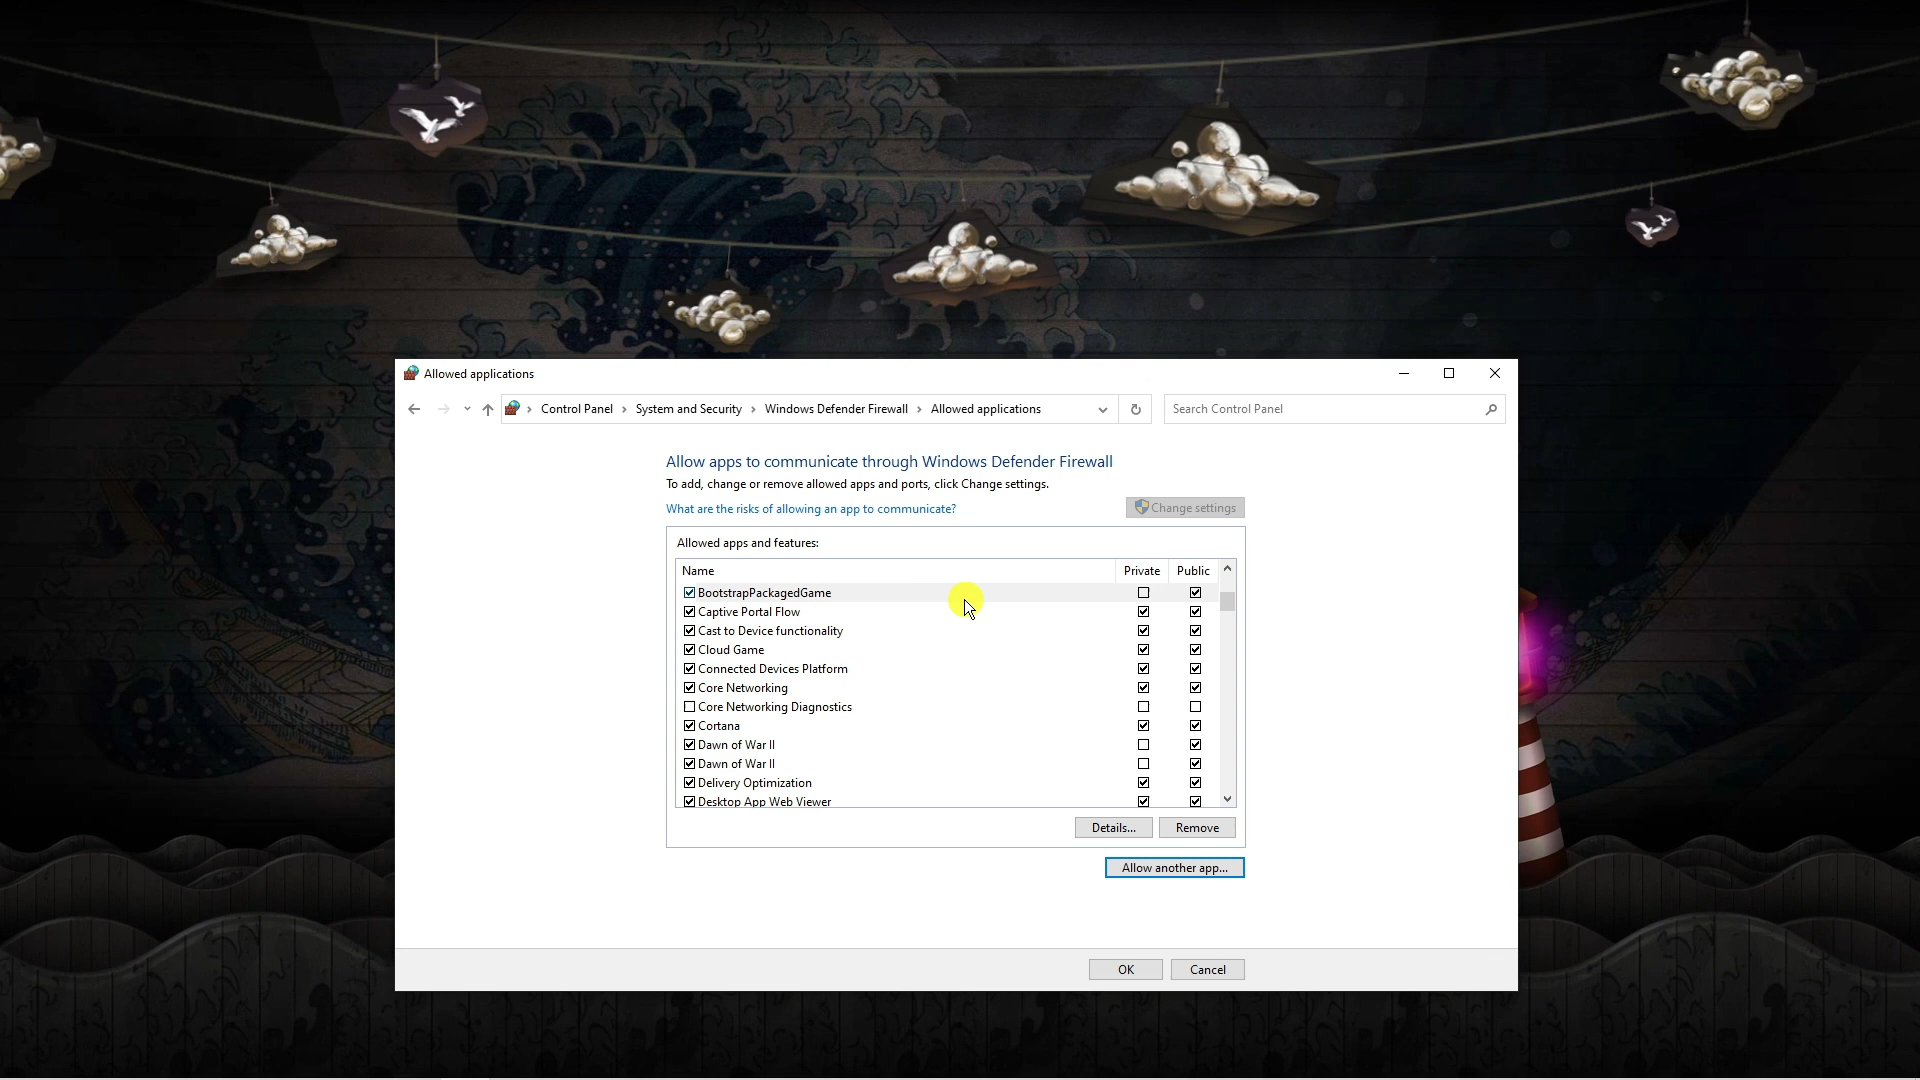 Allowed applications
Control Panel > System and Security > Windows Defender Firewall > Allowed applications
Search Control Panel
Allow apps to communicate through Windows Defender Firewall
To add, change or remove allowed apps and ports, click Change settings.
What are the risks of allowing an app to communicate?
Change settings
Allowed apps and features:
Name Private Public
BootstrapPackagedGame
Captive Portal Flow
Cast to Device functionality
Cloud Game
Connected Devices Platform
Core Networking
Core Networking Diagnostics
Cortana
Dawn of War II
Dawn of War II
Delivery Optimization
Desktop App Web Viewer
Details... Remove
Allow another app...
OK Cancel